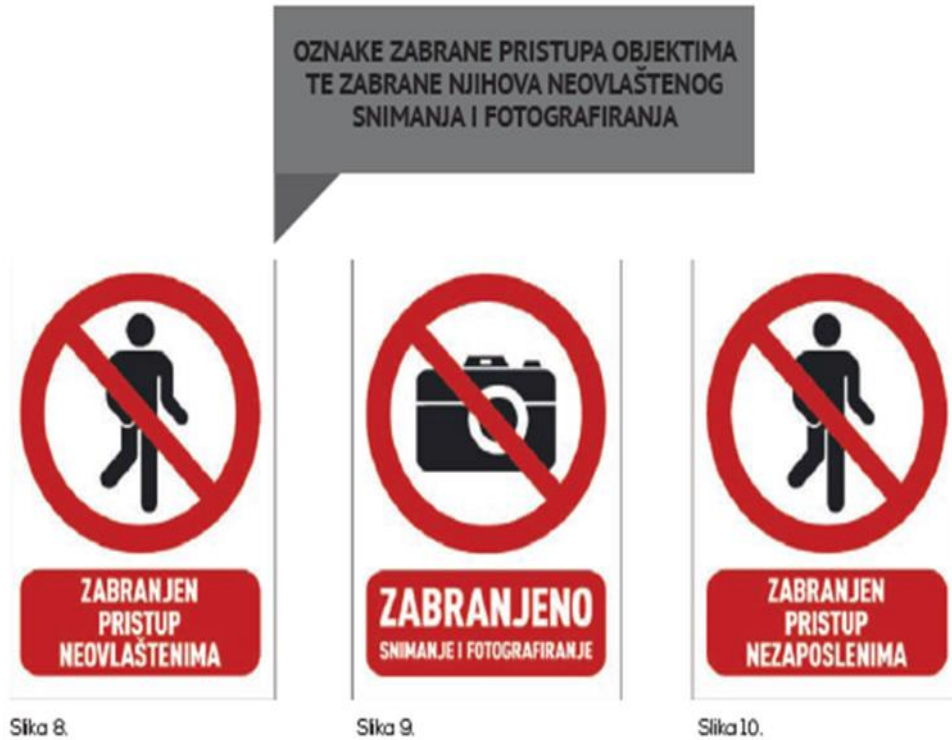 OZNAKE ZABRANE PRISTUPA OBJEKTIMA
TE ZABRANE NJIHOVA NEOVLAŠTENOG
SNIMANJA I FOTOGRAFIRANJA
ZABRANJEN
PRISTUP
NEOVLAŠTENIMA
ZABRANJENO
SNIMANJE I FOTOGRAFIRANJE
ZABRANJEN
PRISTUP
NEZAPOSLENIMA
Slika 8.
Slika 9.
Slika 10.